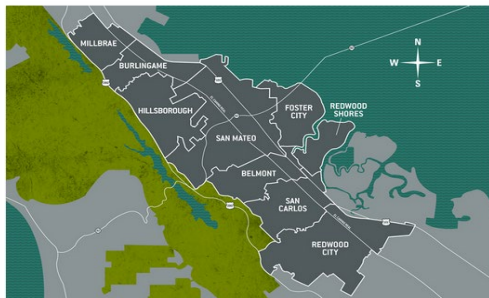 MILLBRAE
BURLINGAME
N
W E
S
HILLSBOROUGH
FOSTER
CITY
REDWOOD
SHORES
SAN MATEO
BELMONT
SAN
CARLOS
REDWOOD
CITY